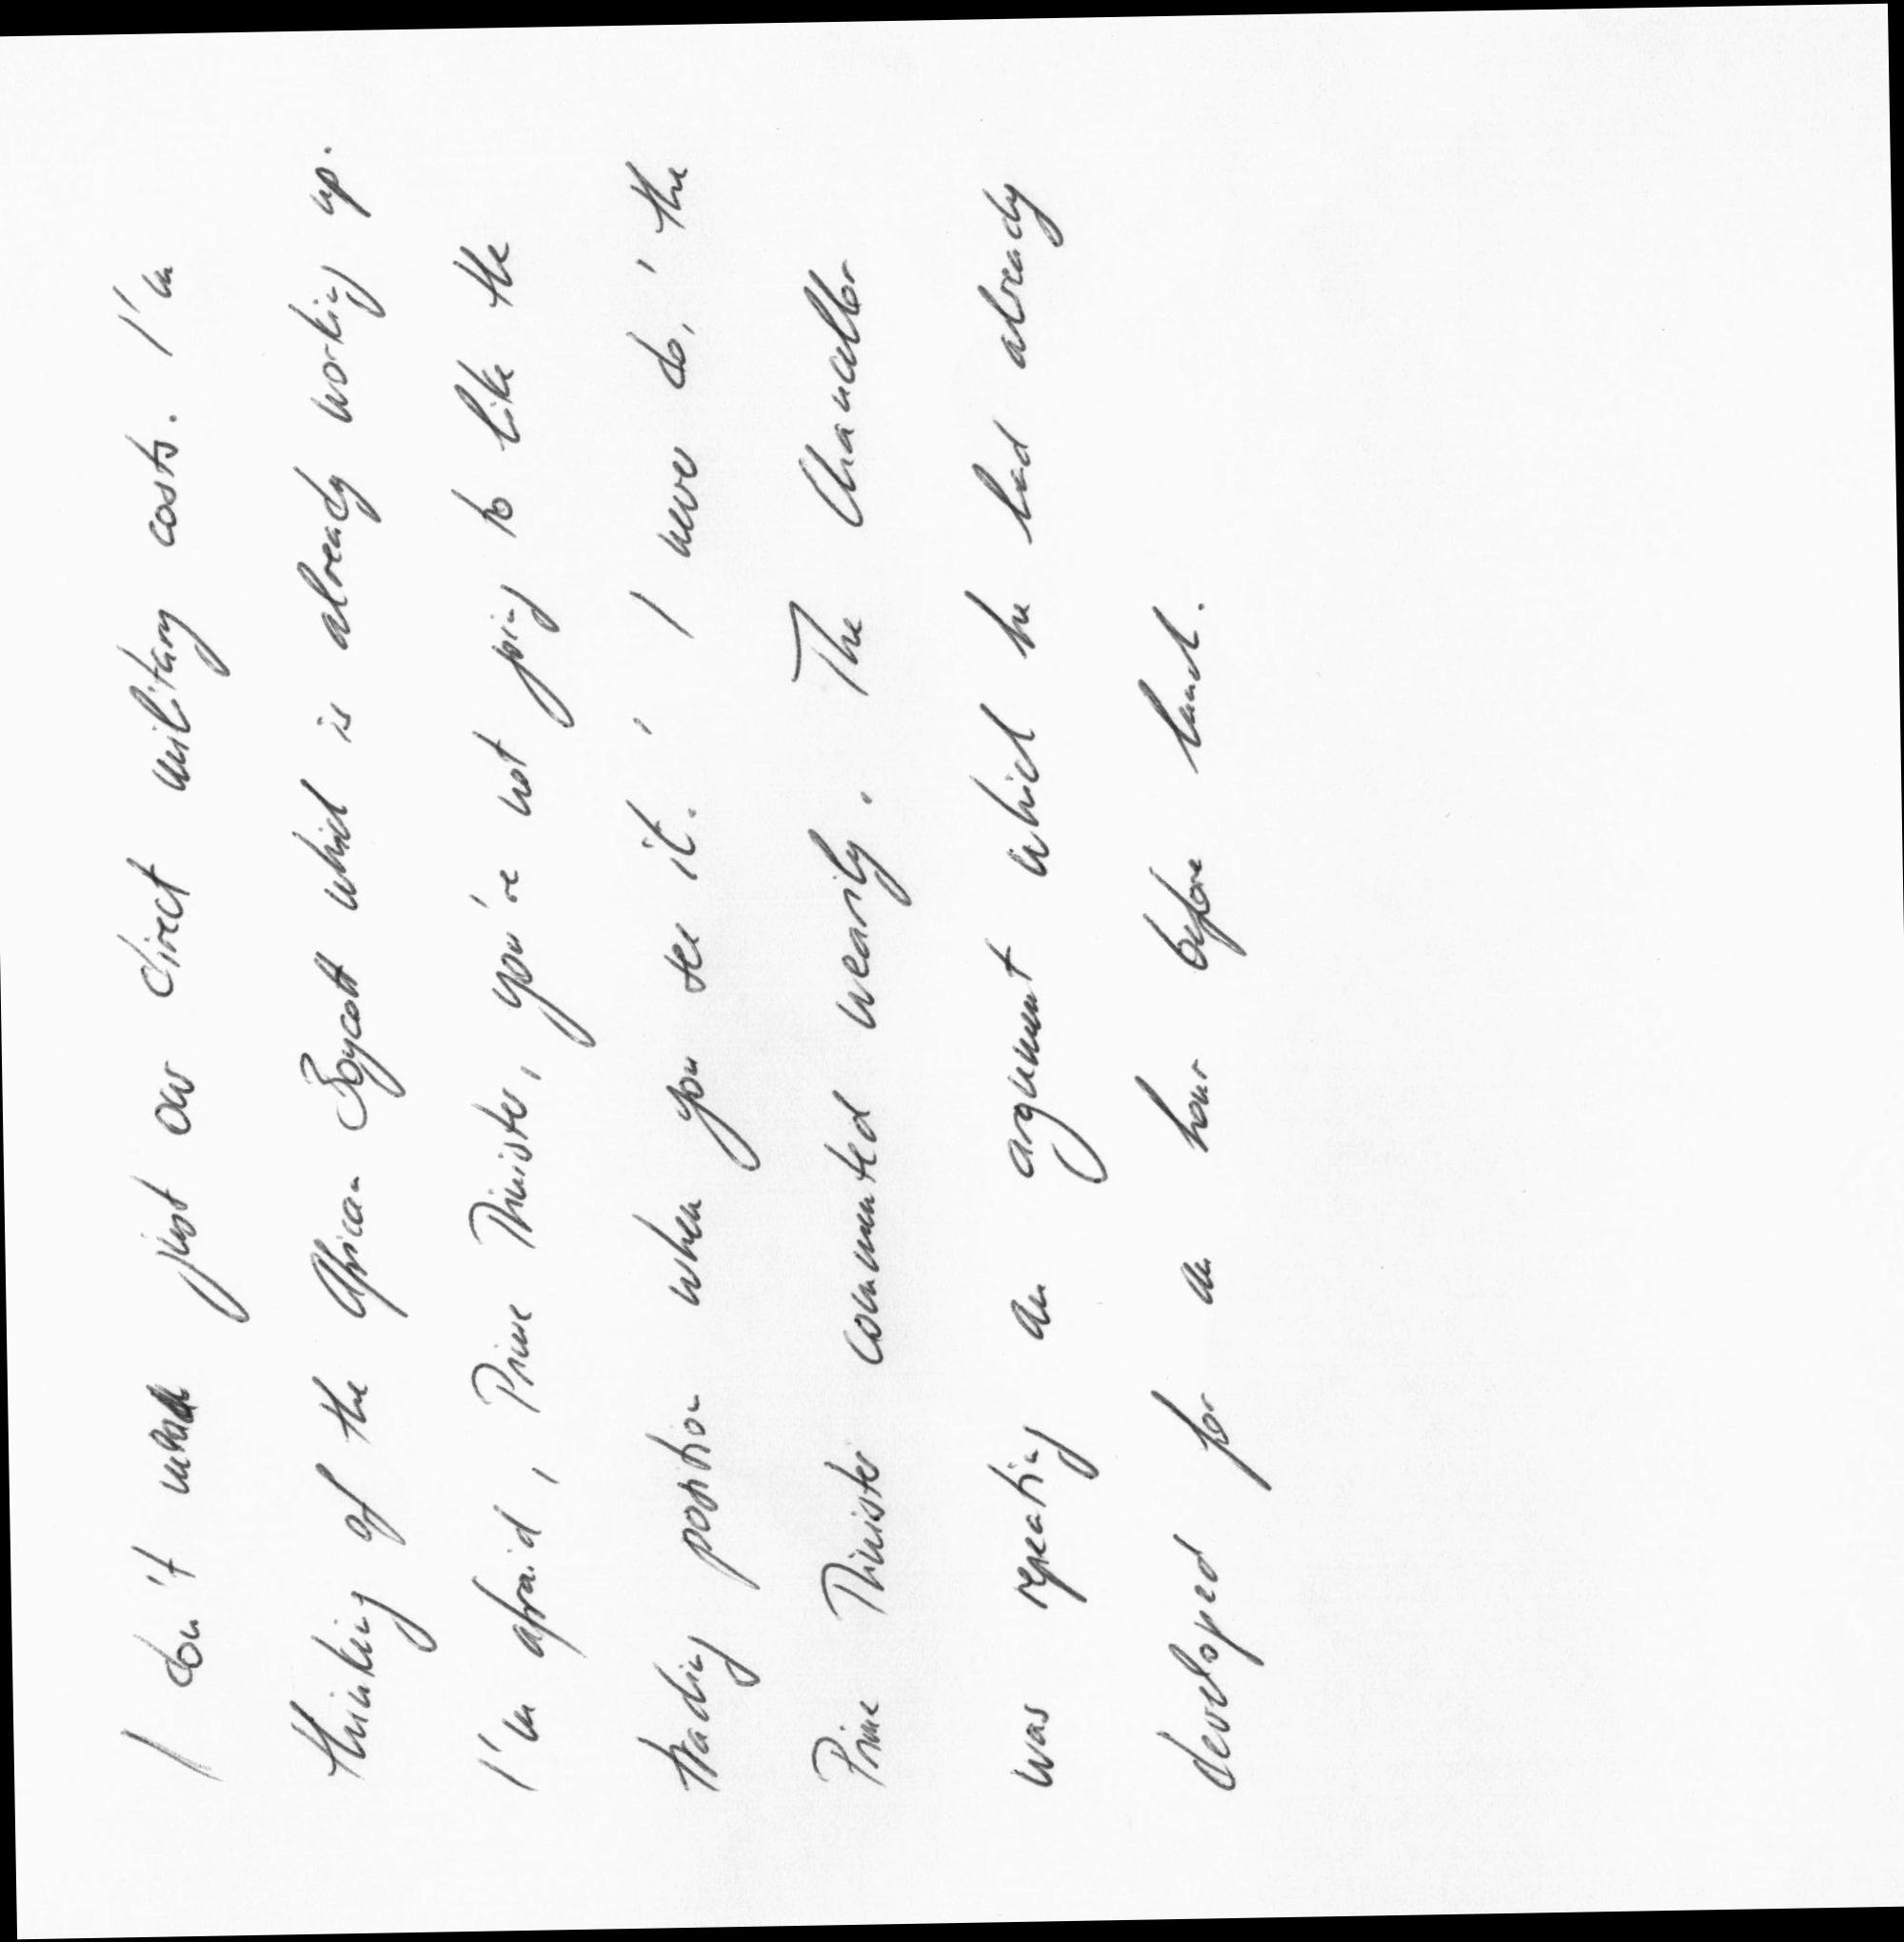 I don't mean just our direct military costs. I'm
thinking of the African Boycott which is already working up.
I'm afraid, Prime Minister, you're not going to like the
trading position when you see it. ' I never do, ' the
Prime Minister commented wearily. The Chancellor
was repeating an argument which he had already
developed for an hour before lunch.